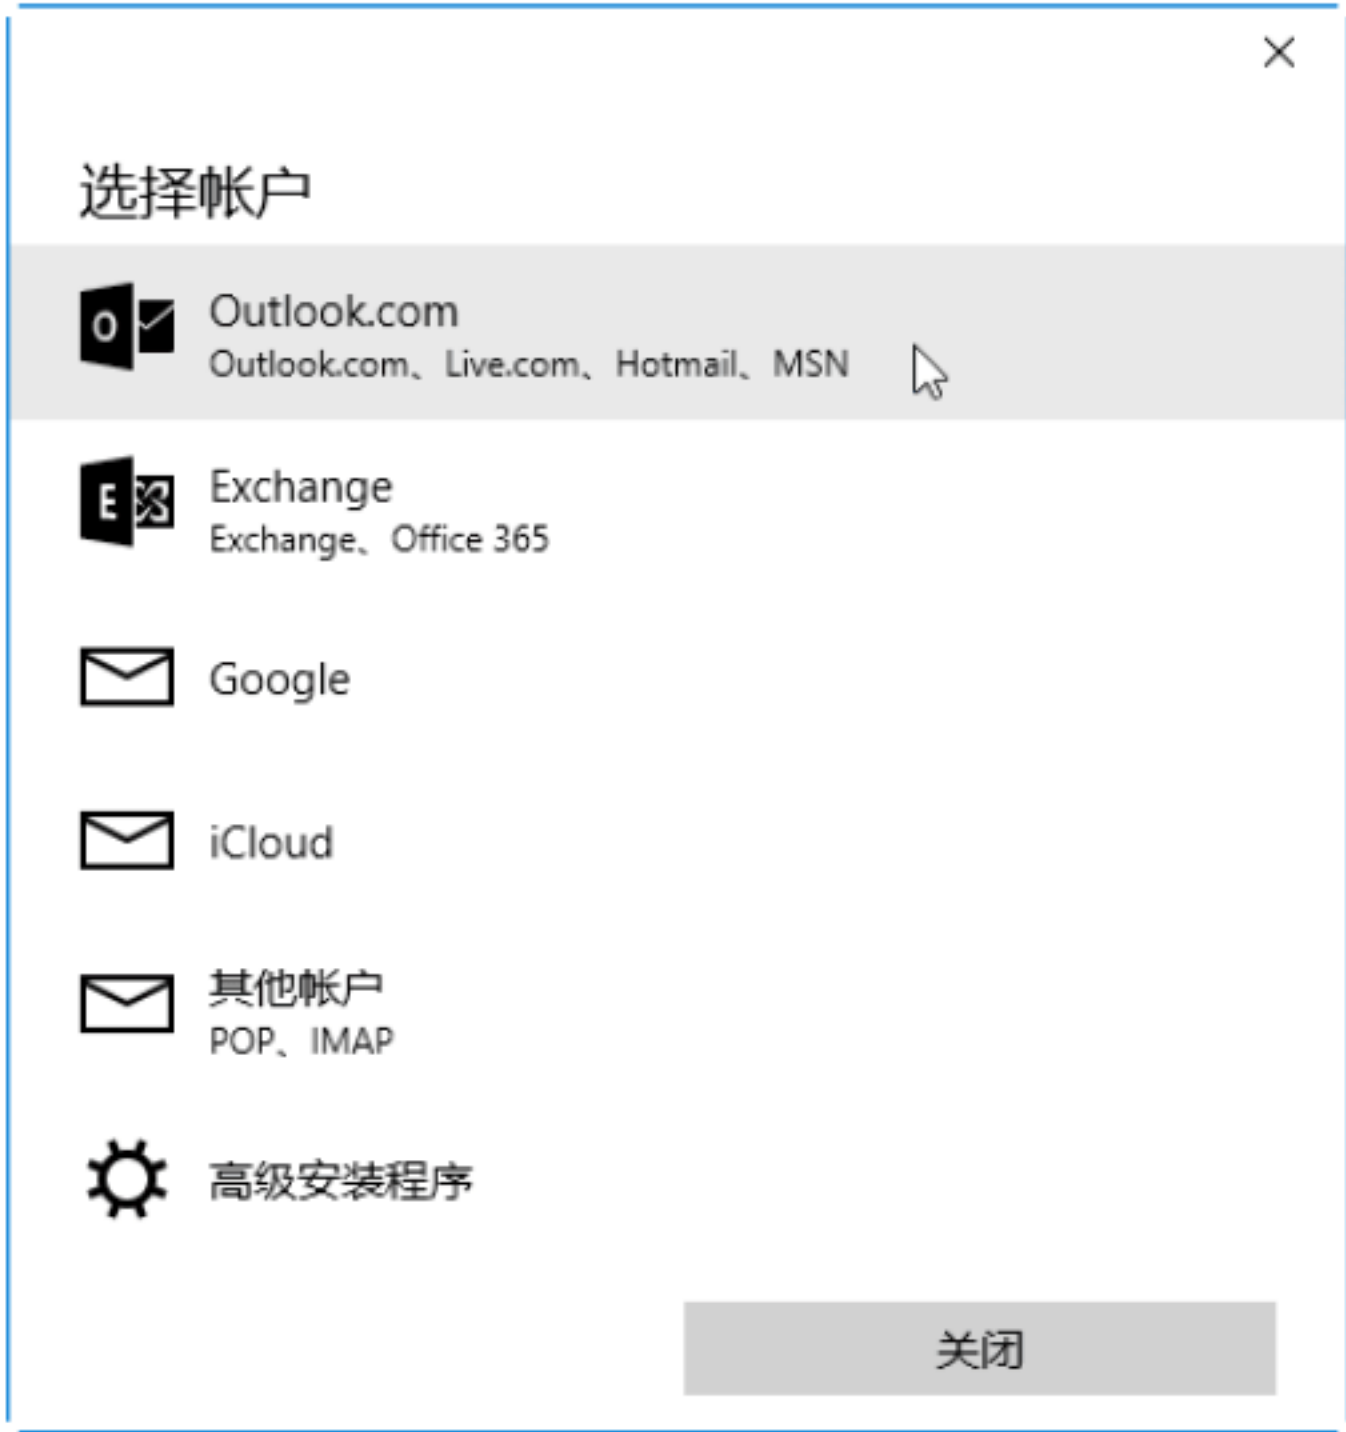 选择帐户
Outlook.com
Outlook.com、Live.com、Hotmail、MSN
Exchange
Exchange、Office 365
Google
iCloud
其他帐户
POP、IMAP
高级安装程序
关闭